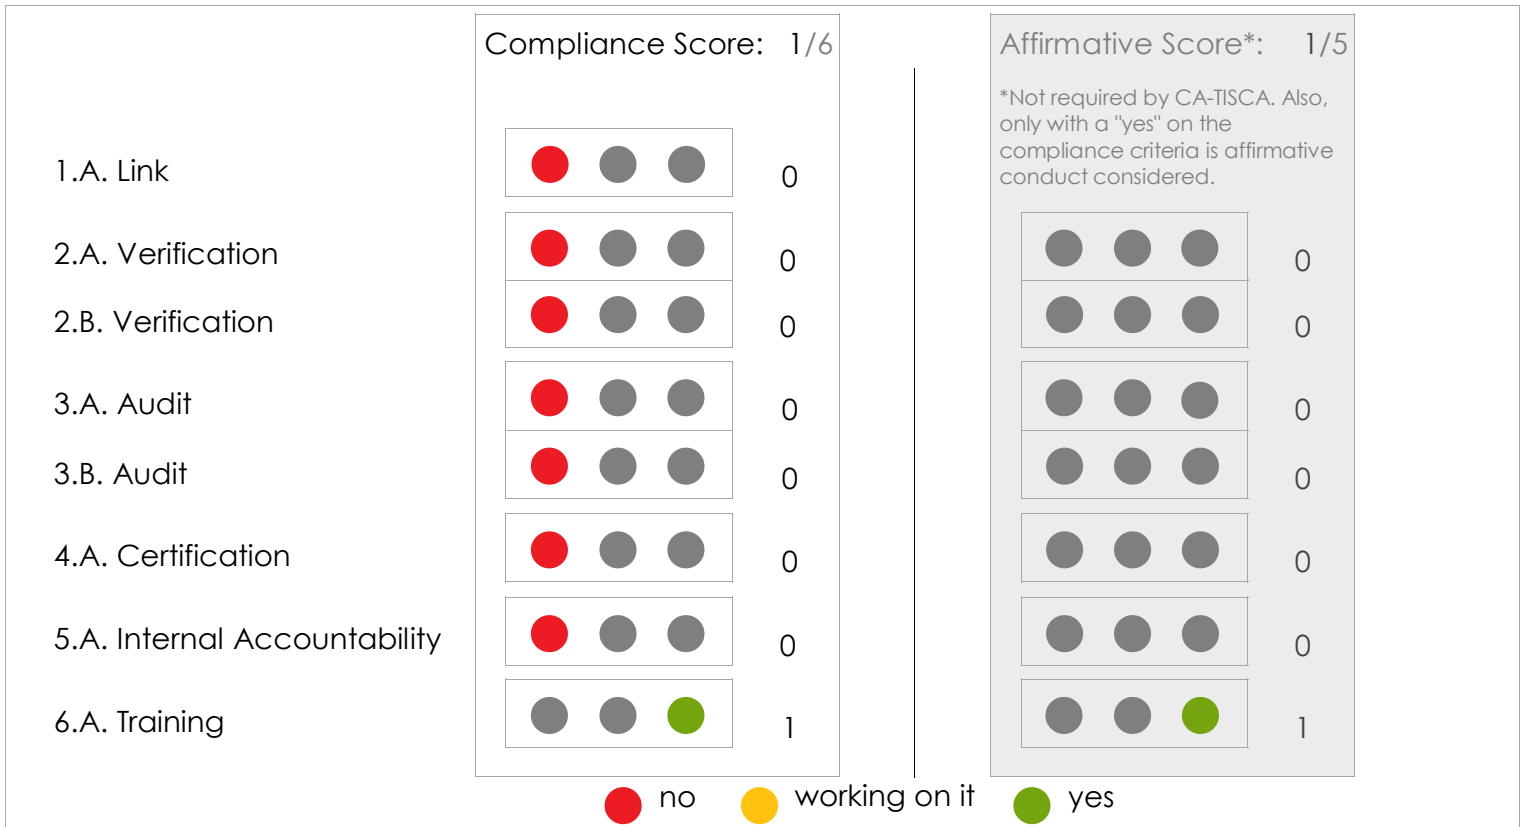 Compliance Score: 1/6
Affirmative Score*: 1/5
*Not required by CA-TISCA. Also,
only with a "yes" on the
compliance criteria is affirmative
conduct considered.
1.A. Link 0
2.A. Verification 0 0
2.B. Verification 0 0
3.A. Audit 0 0
3.B. Audit 0 0
4.A. Certification 0 0
5.A. Internal Accountability 0 0
6.A. Training 1 1
no working on it yes